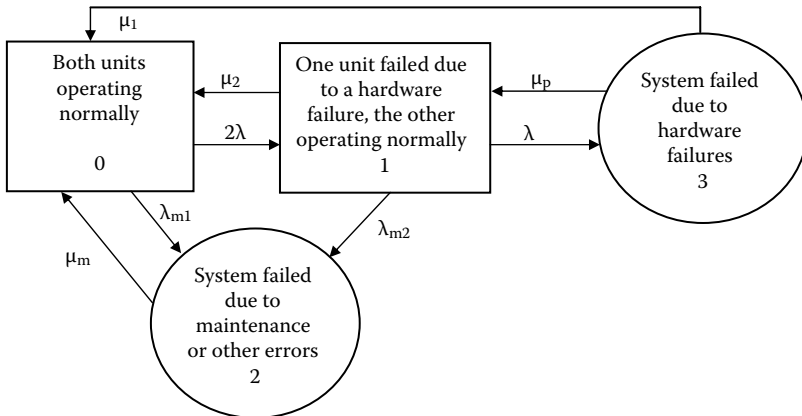 μ1
Both units
operating
normally
0
μ2
2λ
One unit failed due
to a hardware
failure, the other
operating normally
1
μp
λ
System failed
due to
hardware
failures
3
λm1
λm2
μm
System failed
due to
maintenance
or other errors
2